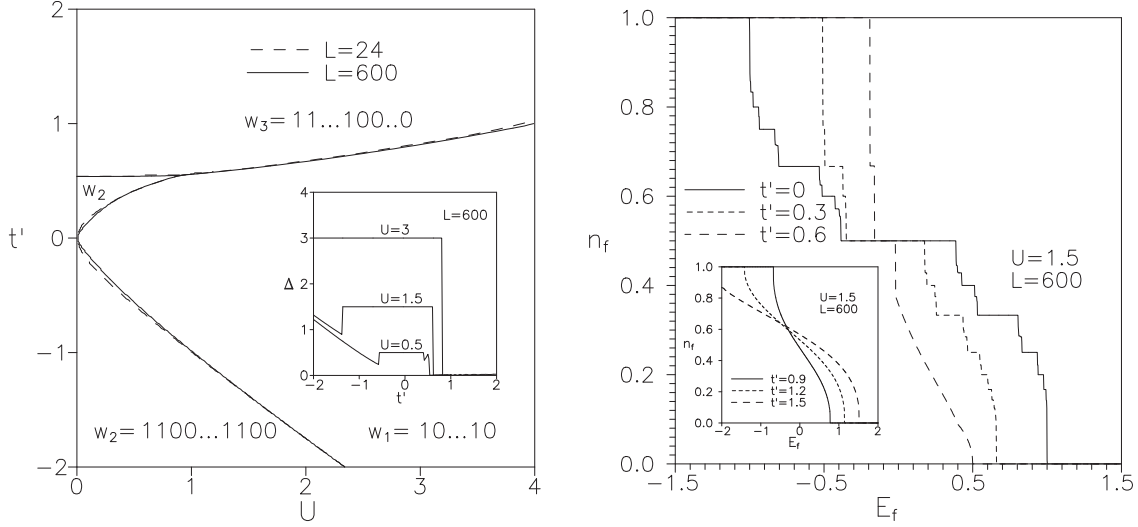 2
1
0
−1
−2
t'
0
1
2
3
4
U
L=24
L=600
w3 = 11...100..0
w2
w2 = 1100...1100
w1 = 10...10
4
3
2
1
0
Δ
−2
−1
0
1
2
t'
L=600
U=3
U=1.5
U=0.5
1.0
0.8
0.6
0.4
0.2
0.0
nf
−1.5
−0.5
0.5
1.5
Ef
t'=0
t'=0.3
t'=0.6
U=1.5
L=600
1.0
0.8
0.6
0.4
0.2
0.0
nf
−2
−1
0
1
2
Ef
U=1.5
L=600
t'=0.9
t'=1.2
t'=1.5